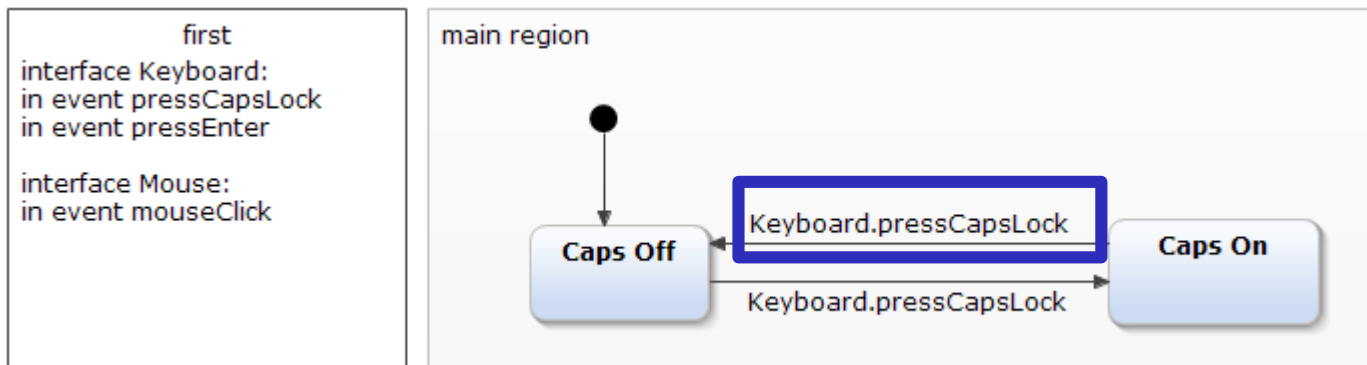 first
interface Keyboard:
in event pressCapsLock
in event pressEnter
interface Mouse:
in event mouseClick
main region
Keyboard.pressCapsLock
Caps Off
Caps On
Keyboard.pressCapsLock